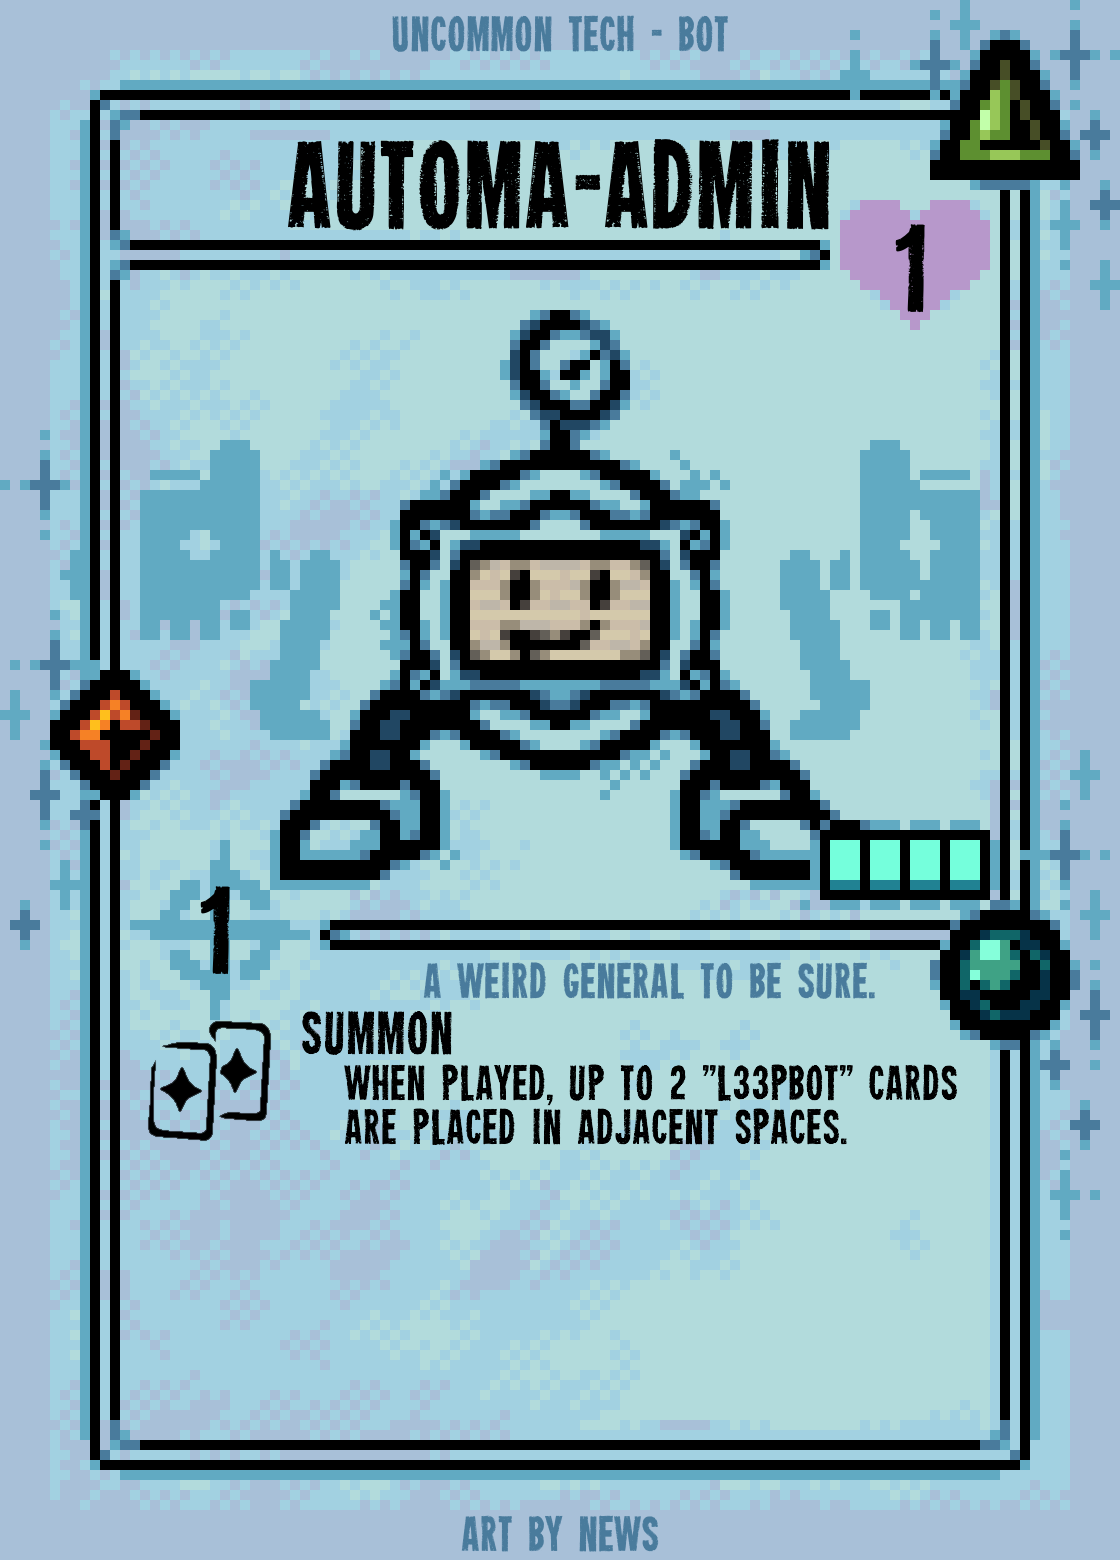 UNCOMMON TECH - BOT
AUTOMA-ADMIN
1
1
A WEIRD GENERAL TO BE SURE.
SUMMON
WHEN PLAYED, UP TO 2 "L33PBOT" CARDS
ARE PLACED IN ADJACENT SPACES.
ART BY NEWS